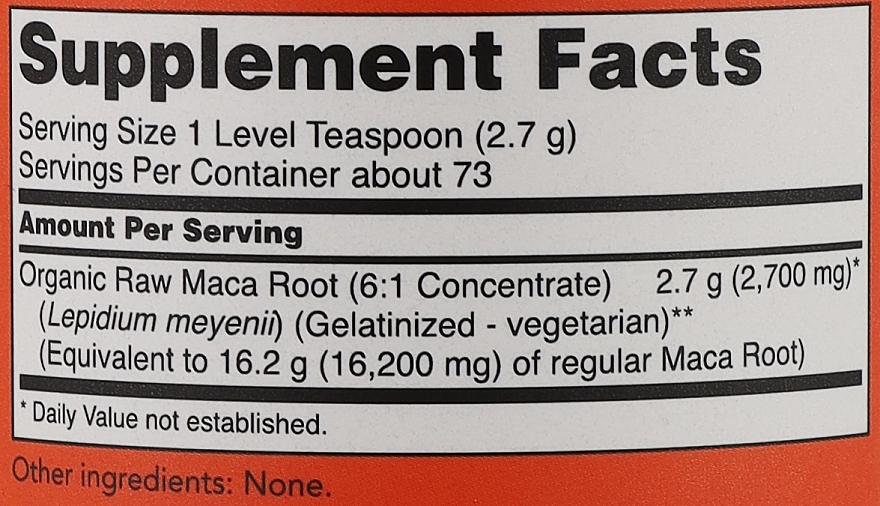 Supplement Facts
Serving Size 1 Level Teaspoon (2.7 g)
Servings Per Container about 73
Amount Per Serving
Organic Raw Maca Root (6:1 Concentrate) 2.7 g (2,700 mg)*
(Lepidium meyenii) (Gelatinized - vegetarian)**
(Equivalent to 16.2 g (16,200 mg) of regular Maca Root)
* Daily Value not established.
Other ingredients: None.